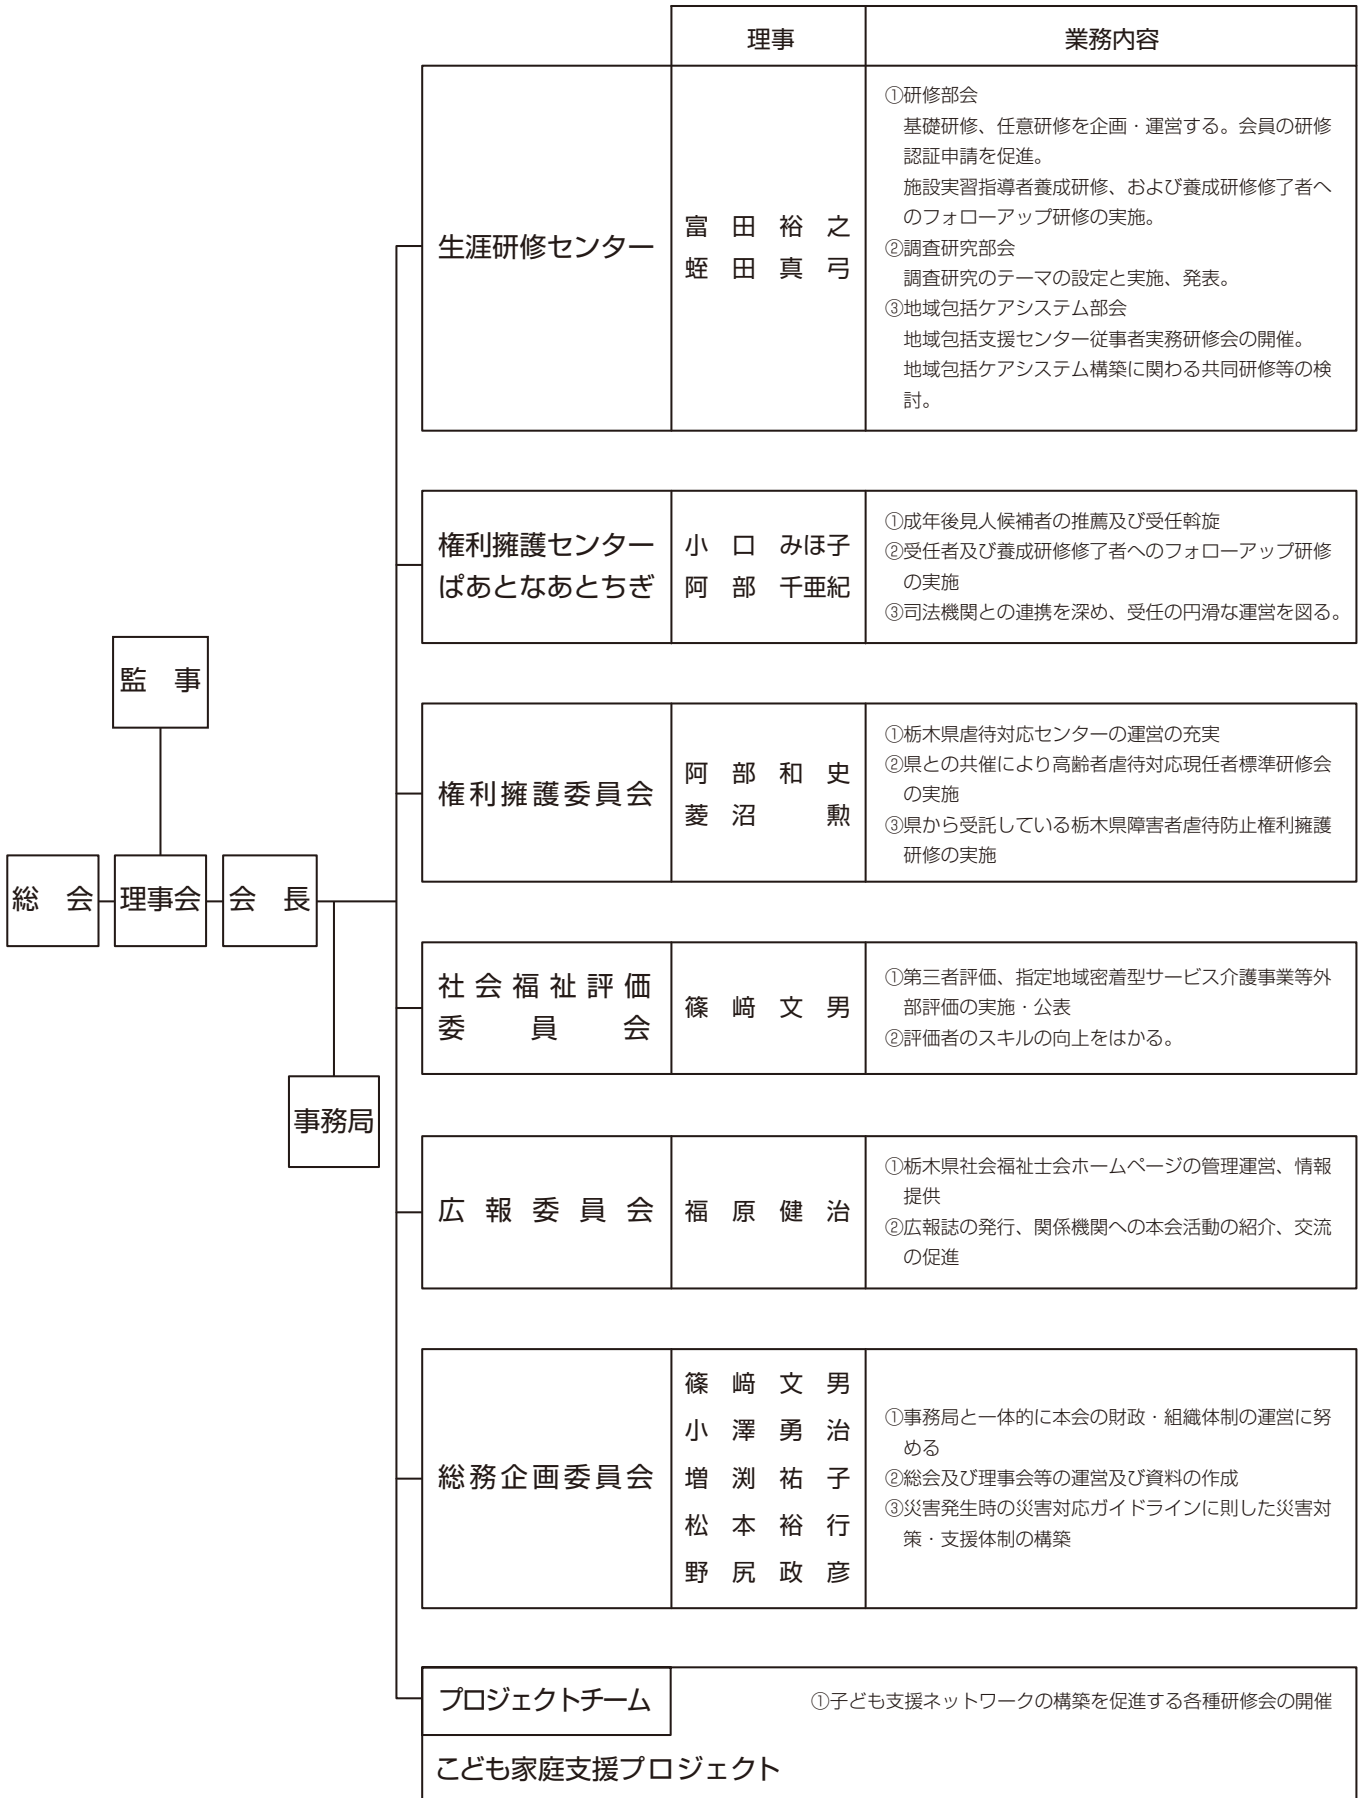 理事
業務内容
生涯研修センター
富田裕之
蛭田真弓
①研修部会
基礎研修、任意研修を企画・運営する。会員の研修
認証申請を促進。
施設実習指導者養成研修、および養成研修修了者へ
のフォローアップ研修の実施。
②調査研究部会
調査研究のテーマの設定と実施、発表。
③地域包括ケアシステム部会
地域包括支援センター従事者実務研修会の開催。
地域包括ケアシステム構築に関わる共同研修等の検
討。
権利擁護センター
ぱあとなあとちぎ
小口みほ子
阿部千亜紀
①成年後見人候補者の推薦及び受任斡旋
②受任者及び養成研修修了者へのフォローアップ研修
の実施
③司法機関との連携を深め、受任の円滑な運営を図る。
監事
権利擁護委員会
阿部和史
菱沼勲
①栃木県虐待対応センターの運営の充実
②県との共催により高齢者虐待対応現任者標準研修会
の実施
③県から受託している栃木県障害者虐待防止権利擁護
研修の実施
総会
理事会
会長
社会福祉評価
委員会
篠﨑文男
①第三者評価、指定地域密着型サービス介護事業等外
部評価の実施・公表
②評価者のスキルの向上をはかる。
事務局
広報委員会
福原健治
①栃木県社会福祉士会ホームページの管理運営、情報
提供
②広報誌の発行、関係機関への本会活動の紹介、交流
の促進
総務企画委員会
篠﨑文男
小澤勇治
増渕祐子
松本裕行
野尻政彦
①事務局と一体的に本会の財政・組織体制の運営に努
める
②総会及び理事会等の運営及び資料の作成
③災害発生時の災害対応ガイドラインに則した災害対
策・支援体制の構築
プロジェクトチーム
①子ども支援ネットワークの構築を促進する各種研修会の開催
こども家庭支援プロジェクト